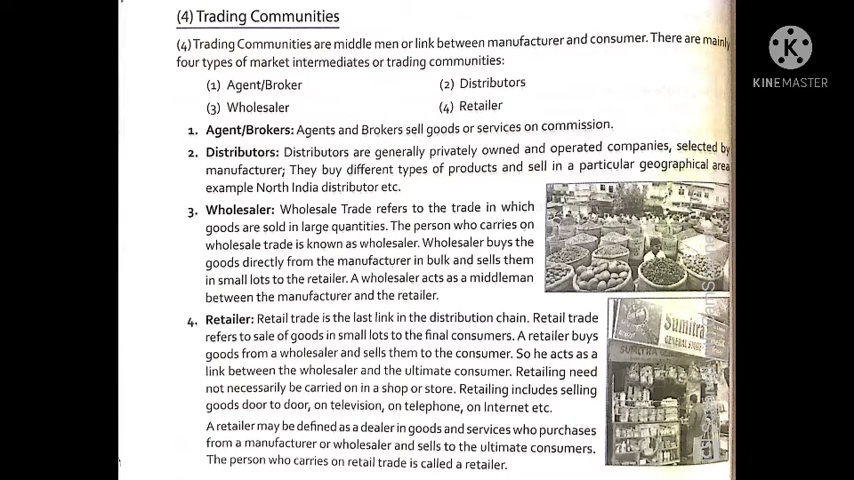 (4) Trading Communities
(4) Trading Communities are middle men or link between manufacturer and consumer. There are mainly
four types of market intermediates or trading communities:
(1) Agent/Broker
(2) Distributors
(3) Wholesaler
(4) Retailer
1. Agent/Brokers: Agents and Brokers sell goods or services on commission.
2. Distributors: Distributors are generally privately owned and operated companies, selected by
manufacturer; They buy different types of products and sell in a particular geographical area
example North India distributor etc.
3. Wholesaler: Wholesale Trade refers to the trade in which
goods are sold in large quantities. The person who carries on
wholesale trade is known as wholesaler. Wholesaler buys the
goods directly from the manufacturer in bulk and sells them
in small lots to the retailer. A wholesaler acts as a middleman
between the manufacturer and the retailer.
4. Retailer: Retail trade is the last link in the distribution chain. Retail trade
refers to sale of goods in small lots to the final consumers. A retailer buys
goods from a wholesaler and sells them to the consumer. So he acts as a
link between the wholesaler and the ultimate consumer. Retailing need
not necessarily be carried on in a shop or store. Retailing includes selling
goods door to door, on television, on telephone, on Internet etc.
A retailer may be defined as a dealer in goods and services who purchases
from a manufacturer or wholesaler and sells to the ultimate consumers.
The person who carries on retail trade is called a retailer.
K
KINEMASTER
Sumitra
GENERAL STORE
SUMITRA